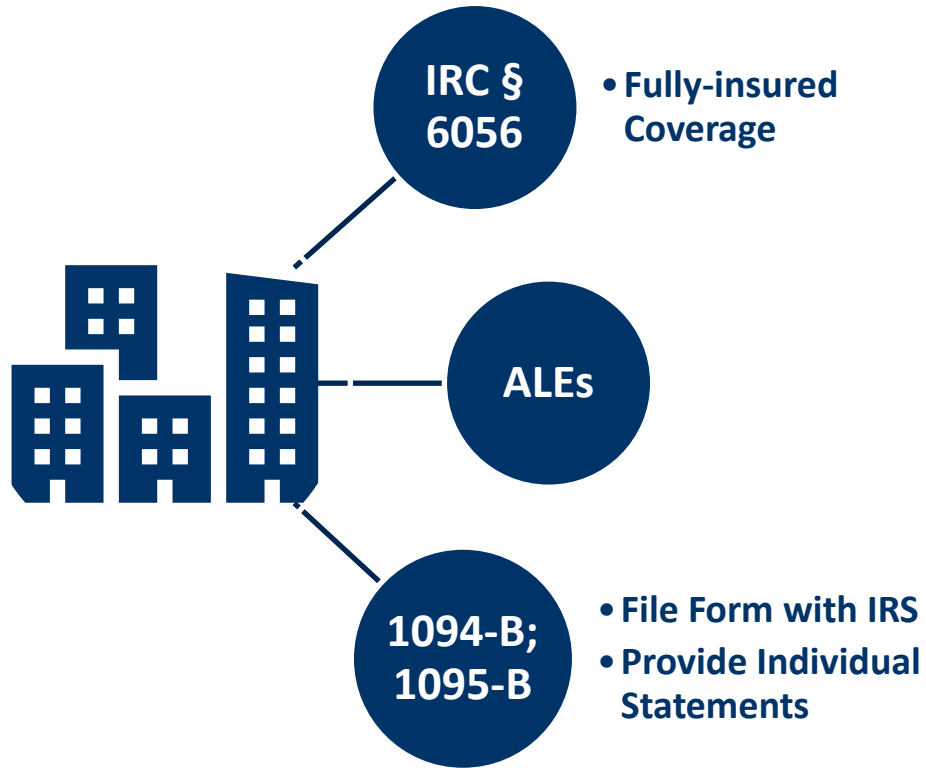 IRC §
6056
• Fully-insured
Coverage
ALEs
1094-B;
1095-B
• File Form with IRS
• Provide Individual
Statements